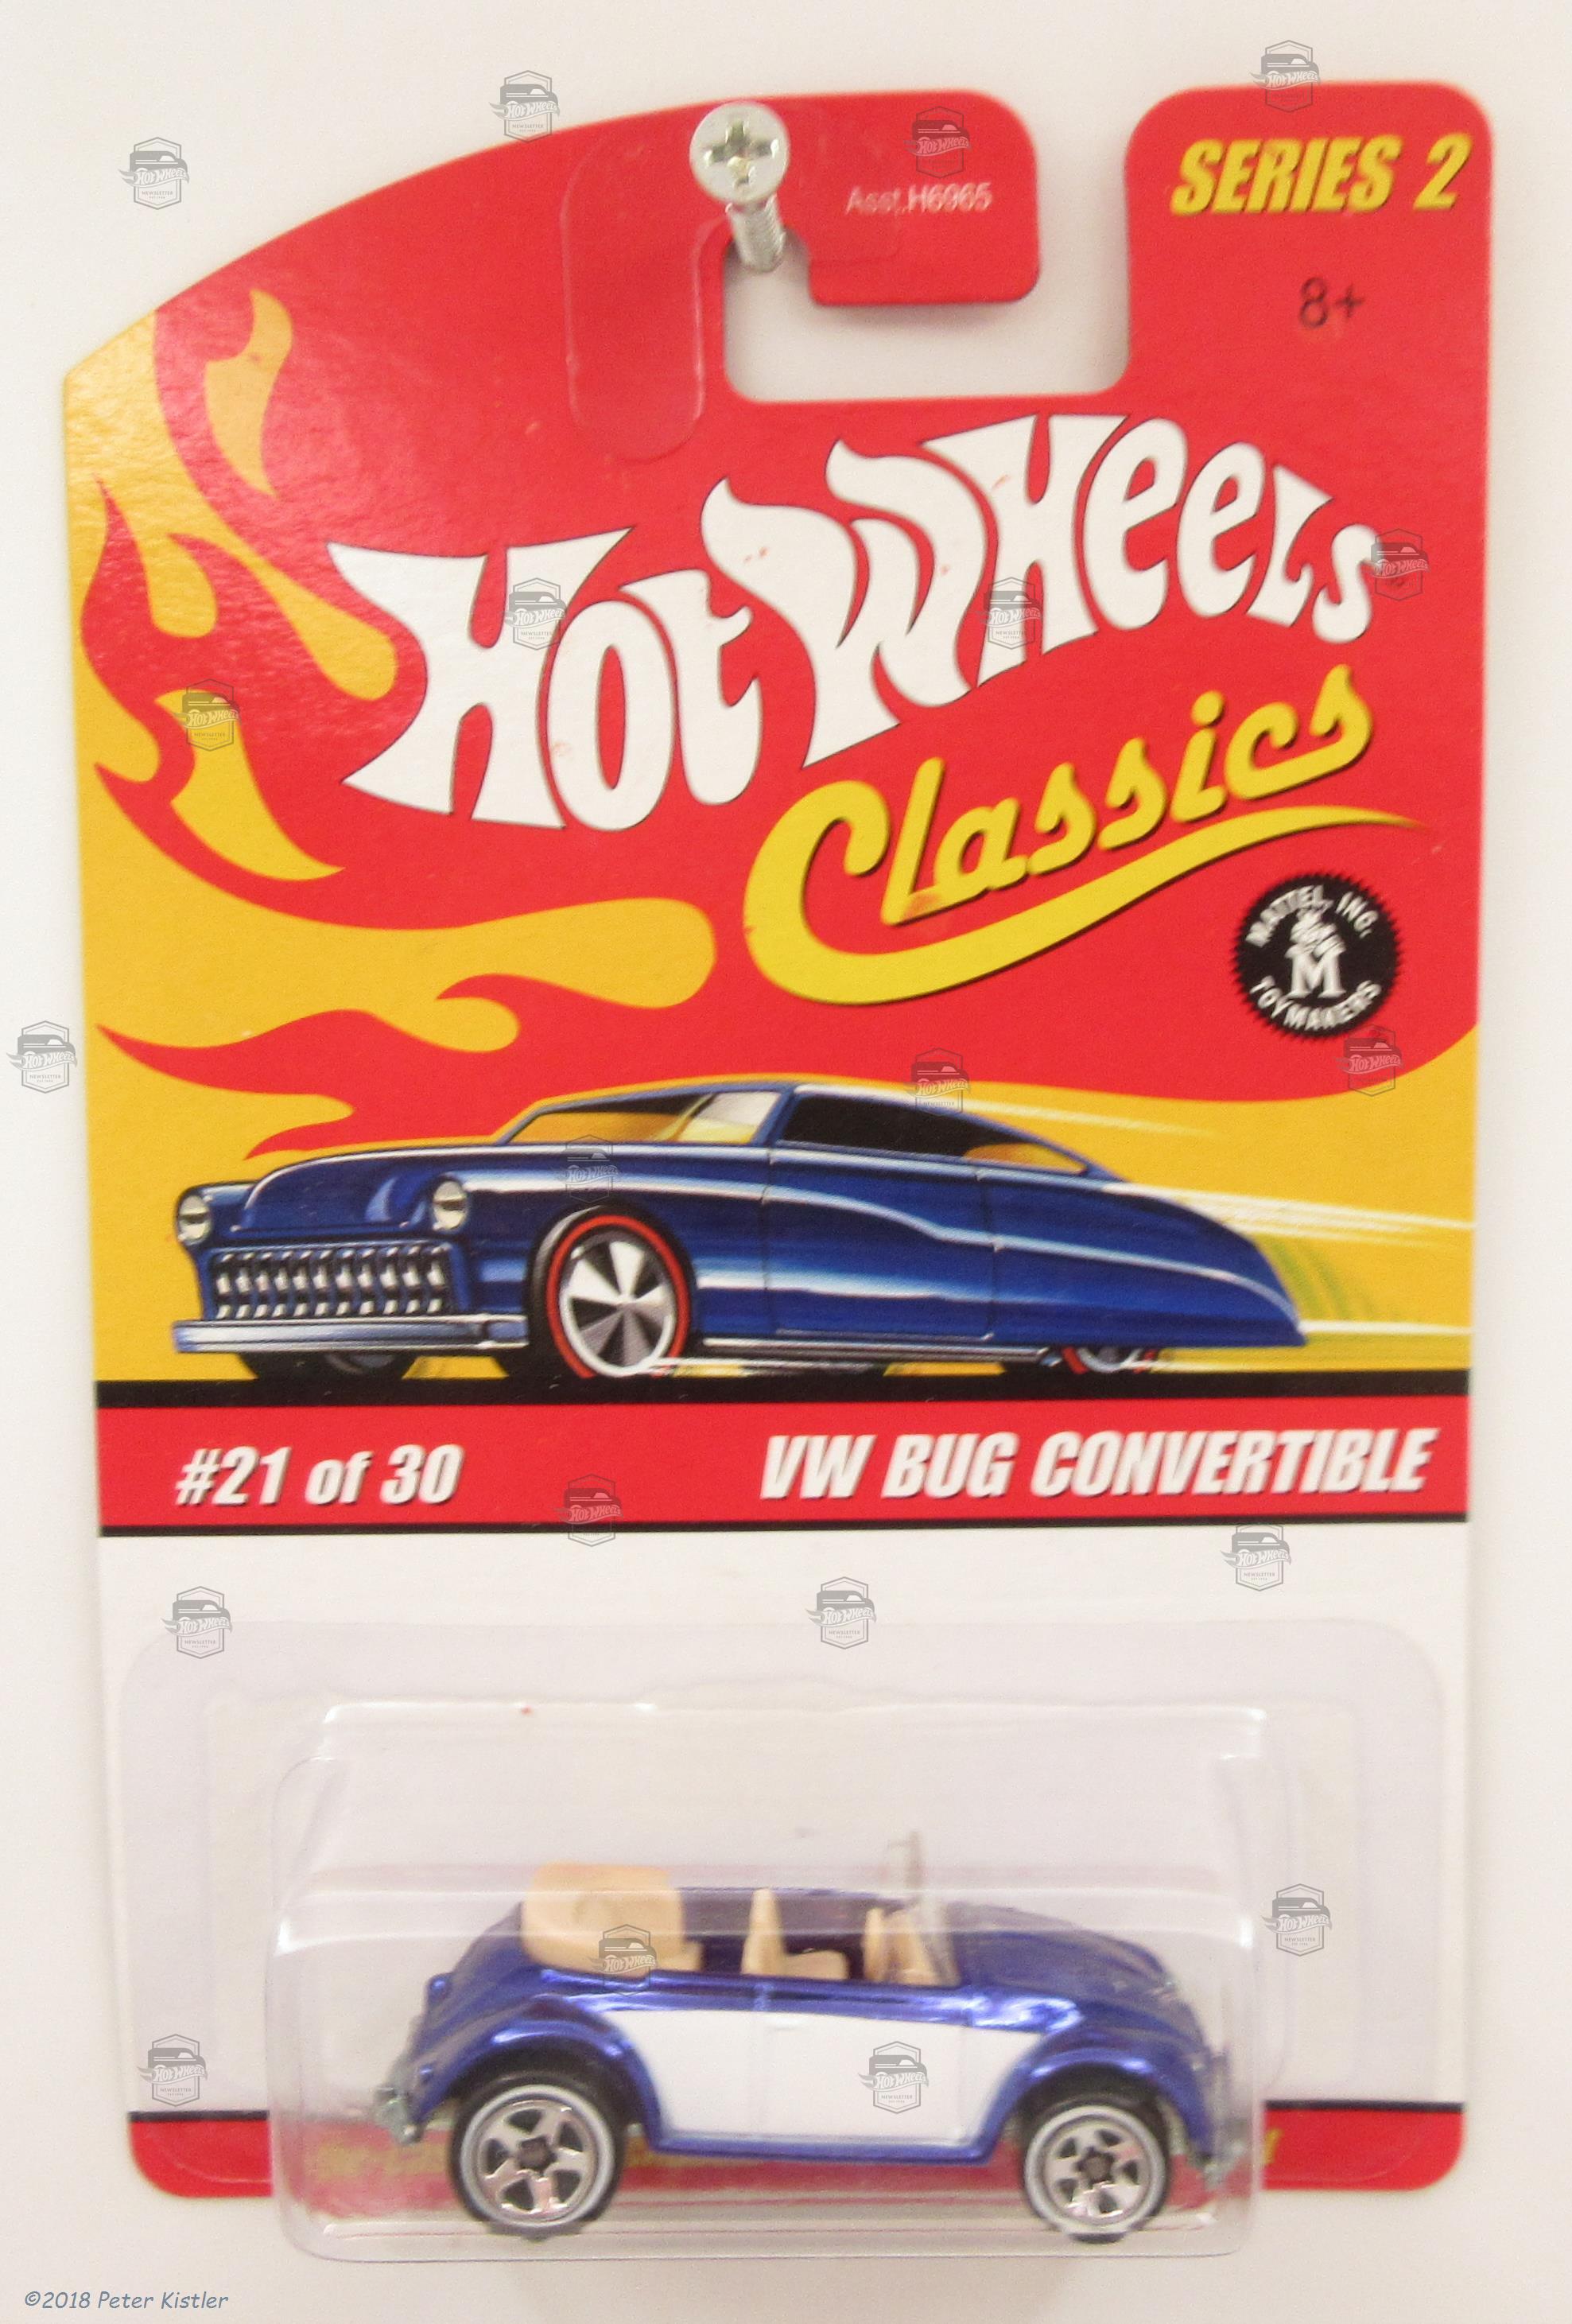 Asst.H6965
SERIES 2
8+
Hot Wheels
Classics
MATTEL, INC.
M
TOYMAKERS
#21 of 30
VW BUG CONVERTIBLE
©2018 Peter Kistler